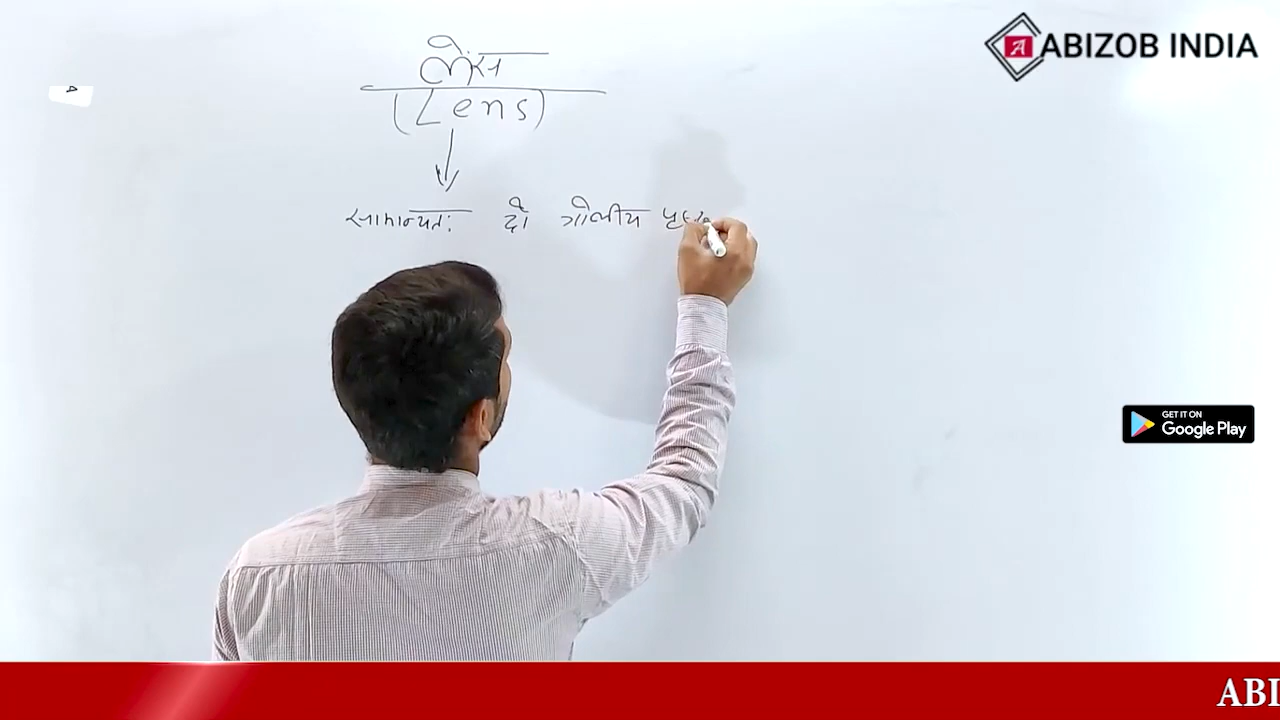 ABIZOB INDIA
लेंस
(Lens)
सामान्यतः दो गोलीय
GET IT ON
Google Play
ABI